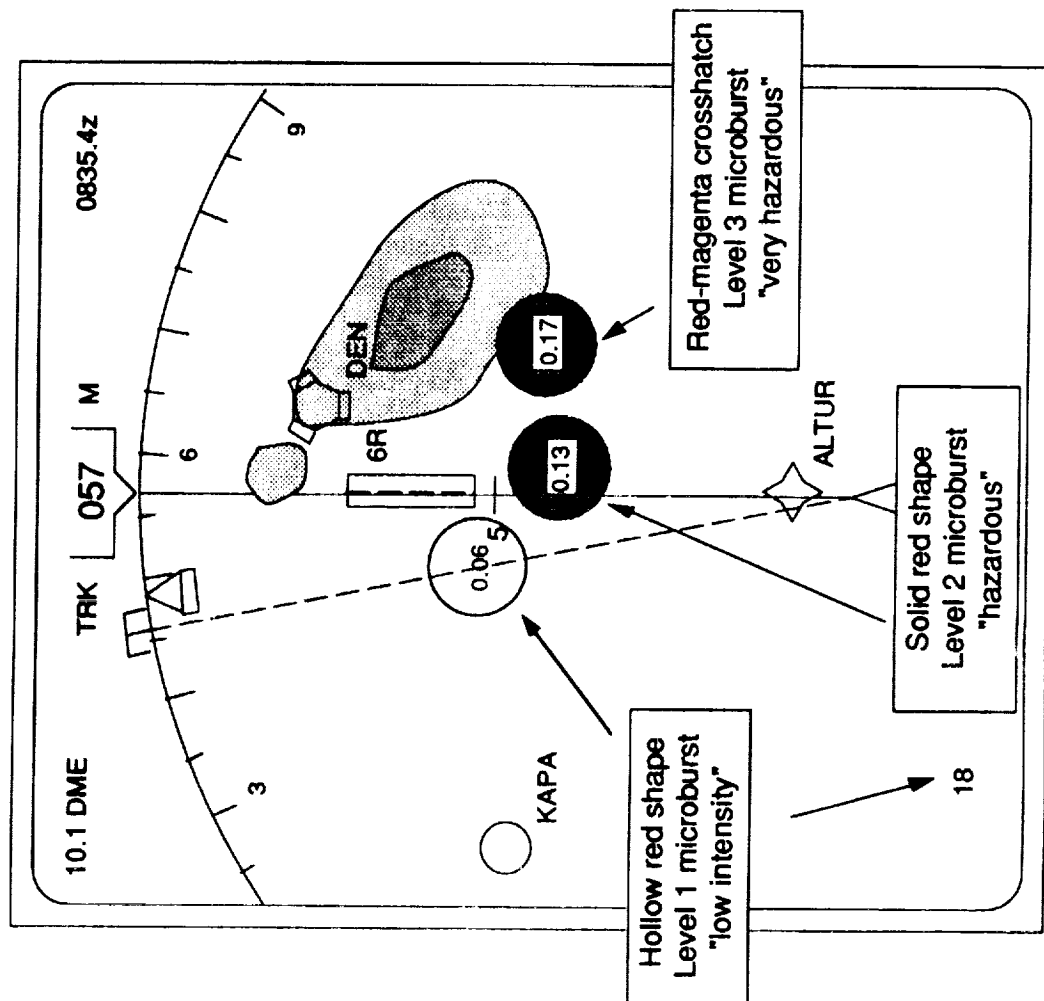 10.1 DME
TRK
057
M
0835.4z
3
6
9
DEN
6R
0.06
5
KAPA
0.13
0.17
ALTUR
Hollow red shape
Level 1 microburst
"low intensity"
Red-magenta crosshatch
Level 3 microburst
"very hazardous"
Solid red shape
Level 2 microburst
"hazardous"
18